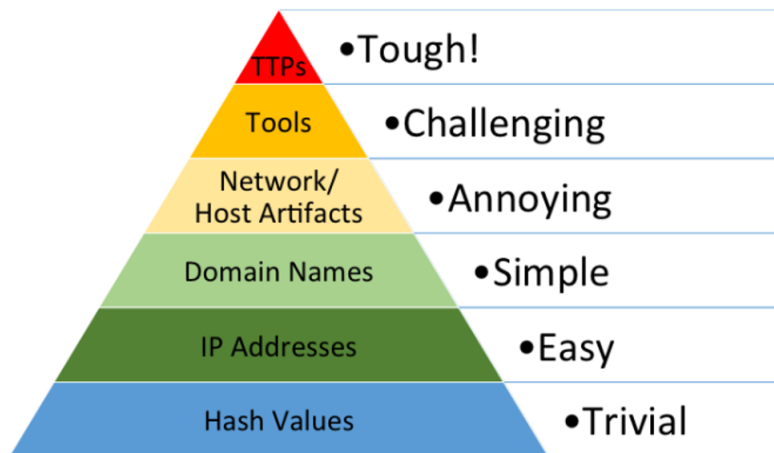 TTPs
•Tough!
Tools
•Challenging
Network/
Host Artifacts
•Annoying
Domain Names
•Simple
IP Addresses
•Easy
Hash Values
•Trivial